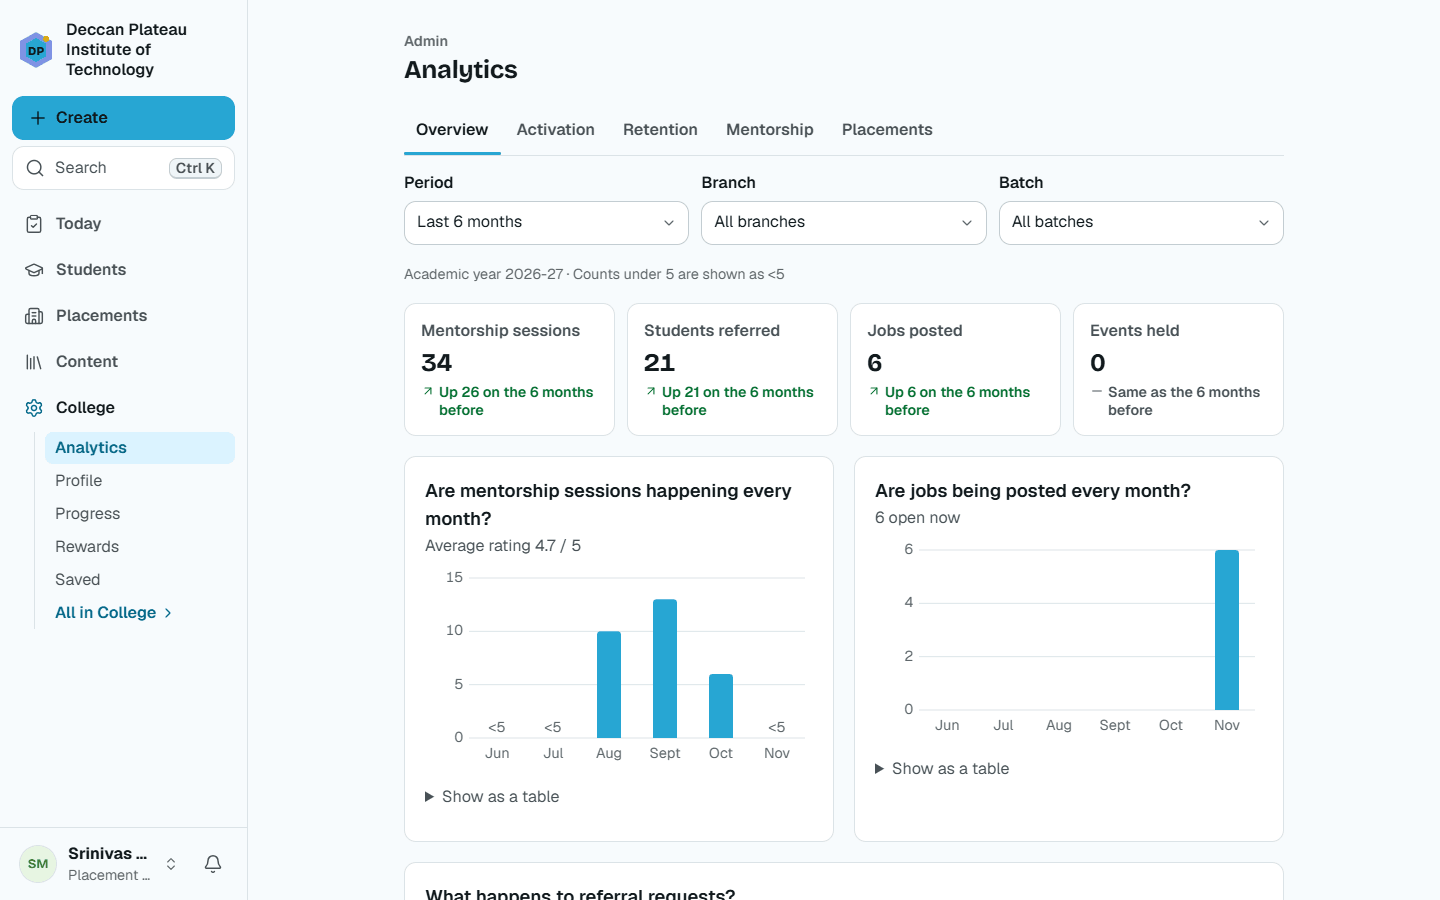 DP
Deccan Plateau
Institute of
Technology
Create
Search
Ctrl K
Today
Students
Placements
Content
College
Analytics
Profile
Progress
Rewards
Saved
All in College
SM
Srinivas ...
Placement ...
Admin
Analytics
Overview
Activation
Retention
Mentorship
Placements
Period
Last 6 months
Branch
All branches
Batch
All batches
Academic year 2026-27 · Counts under 5 are shown as <5
Mentorship sessions
34
Up 26 on the 6 months
before
Students referred
21
Up 21 on the 6 months
before
Jobs posted
6
Up 6 on the 6 months
before
Events held
0
Same as the 6 months
before
Are mentorship sessions happening every
month?
Average rating 4.7 / 5
15
10
5
0
<5
<5
<5
Jun
Jul
Aug
Sept
Oct
Nov
Show as a table
Are jobs being posted every month?
6 open now
6
4
2
0
Jun
Jul
Aug
Sept
Oct
Nov
Show as a table
What happens to referral requests?